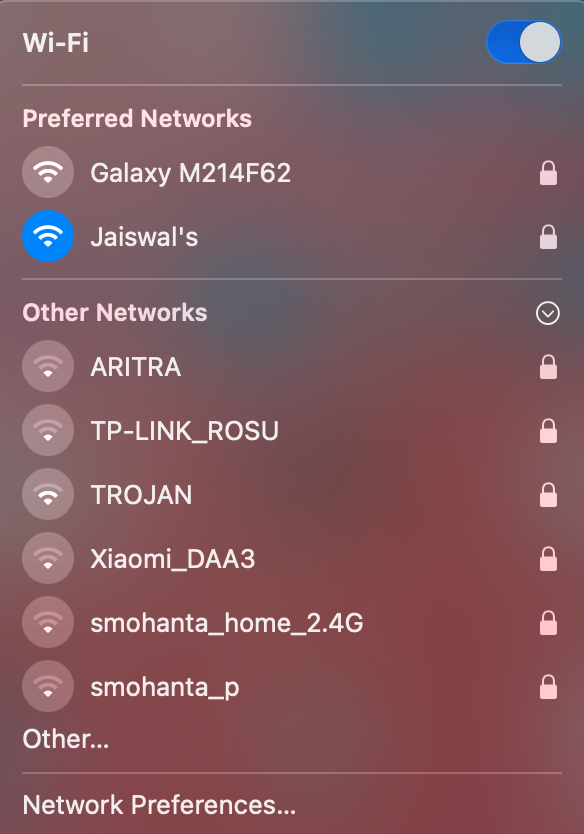 Wi-Fi
Preferred Networks
Galaxy M214F62
Jaiswal's
Other Networks
ARITRA
TP-LINK_ROSU
TROJAN
Xiaomi_DAA3
smohanta_home_2.4G
smohanta_p
Other...
Network Preferences...